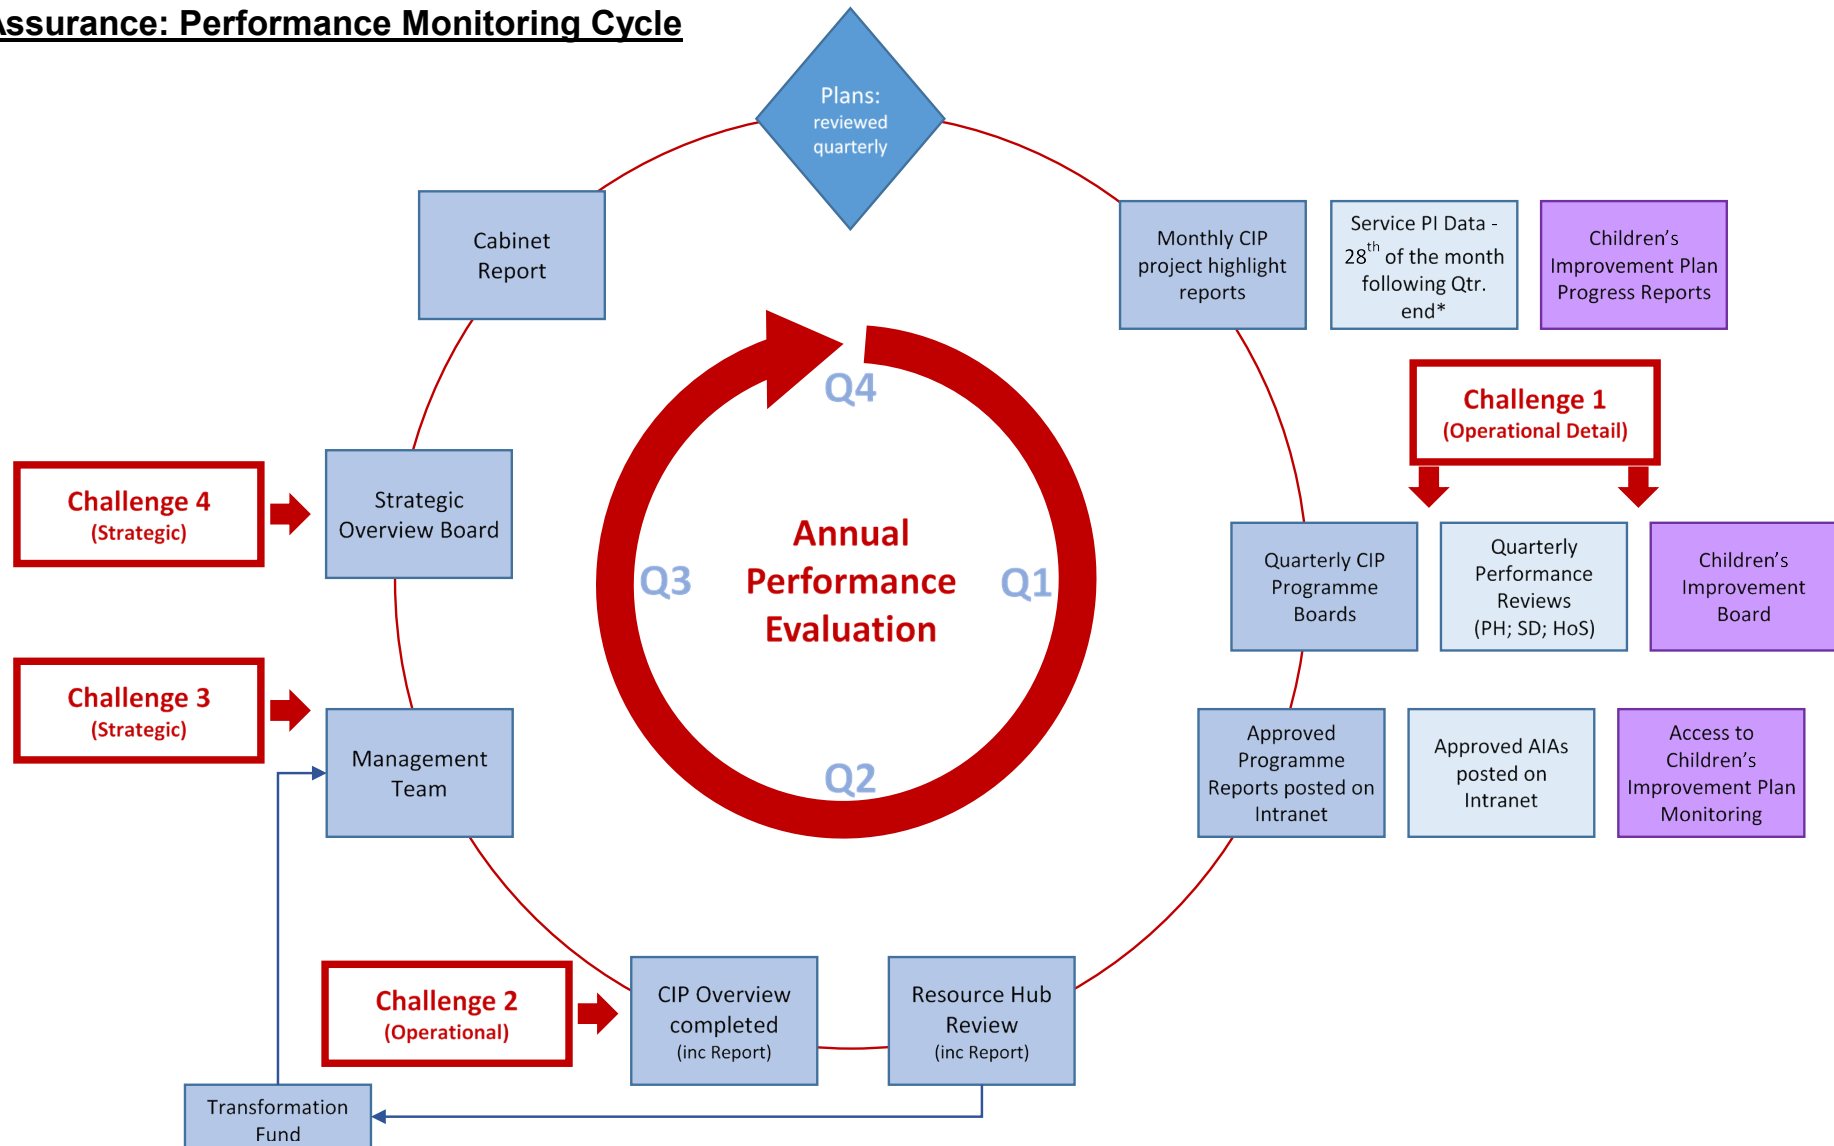 Assurance: Performance Monitoring Cycle
Plans:
reviewed
quarterly
Cabinet
Report
Monthly CIP
project highlight
reports
Service PI Data -
28th of the month
following Qtr.
end*
Children’s
Improvement Plan
Progress Reports
Challenge 1
(Operational Detail)
Q4
Challenge 4
(Strategic)
Strategic
Overview Board
Q3
Annual
Performance
Evaluation
Q1
Quarterly CIP
Programme
Boards
Quarterly
Performance
Reviews
(PH; SD; HoS)
Children’s
Improvement
Board
Challenge 3
(Strategic)
Management
Team
Q2
Approved
Programme
Reports posted on
Intranet
Approved AIAs
posted on
Intranet
Access to
Children’s
Improvement Plan
Monitoring
Challenge 2
(Operational)
CIP Overview
completed
(inc Report)
Resource Hub
Review
(inc Report)
Transformation
Fund